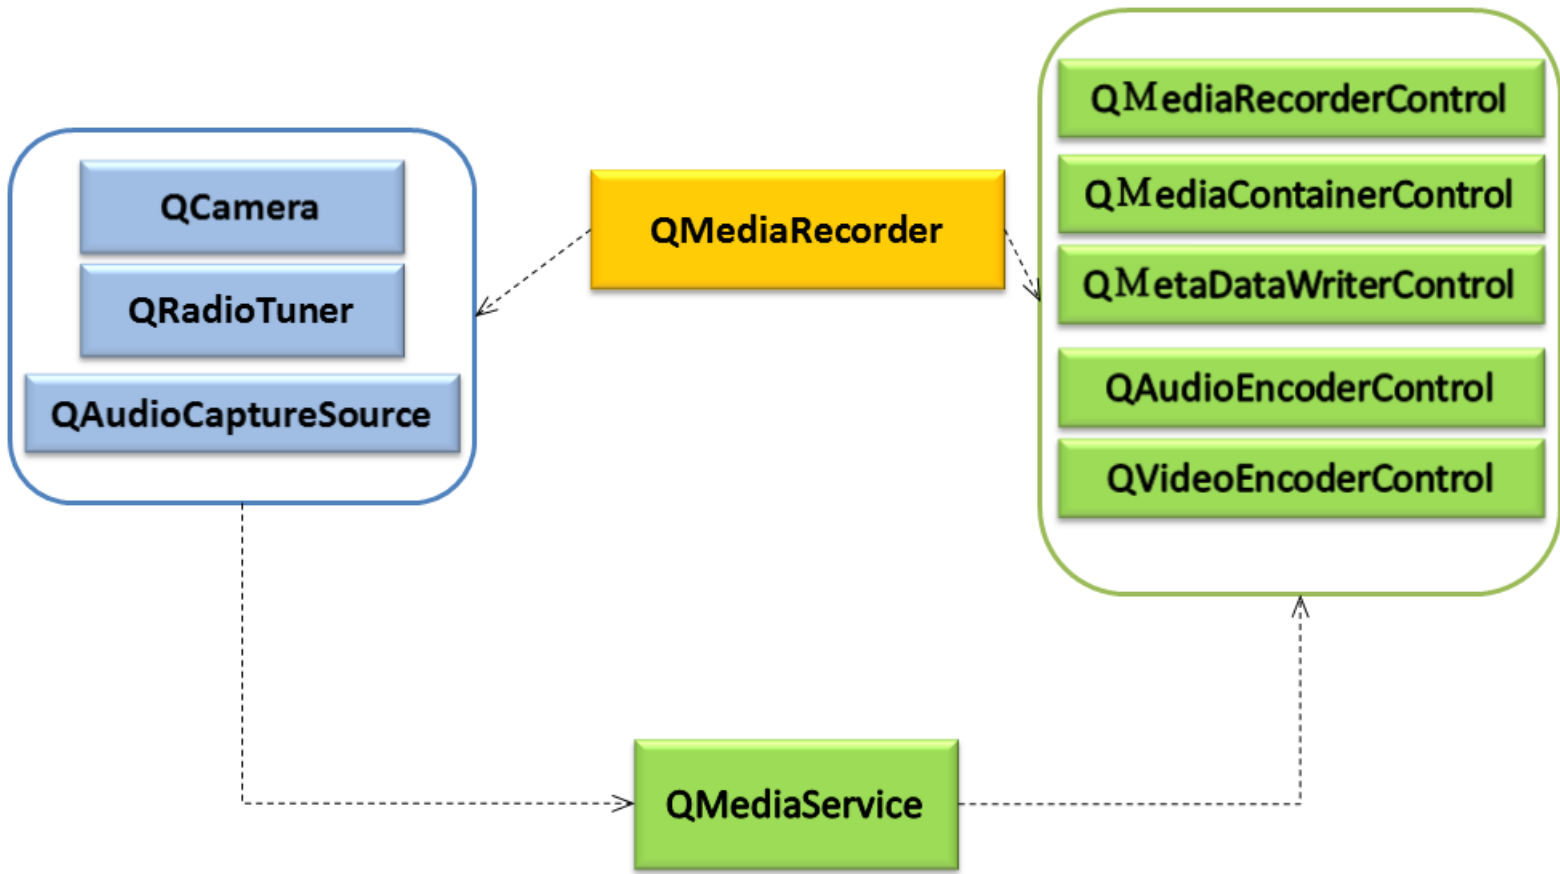 QCamera
QRadioTuner
QAudioCaptureSource
QMediaRecorder
QMediaRecorderControl
QMediaContainerControl
QMetaDataWriterControl
QAudioEncoderControl
QVideoEncoderControl
QMediaService